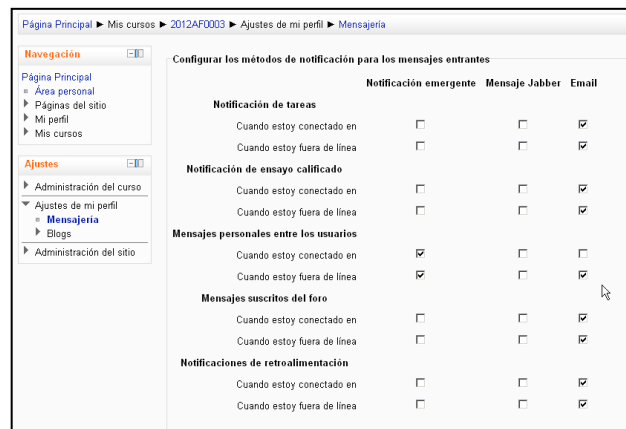 Página Principal ► Mis cursos ► 2012AF0003 ► Ajustes de mi perfil ► Mensajería
Navegación
Página Principal
Área personal
Páginas del sitio
Mi perfil
Mis cursos
Ajustes
Administración del curso
Ajustes de mi perfil
Mensajería
Blogs
Administración del sitio
Configurar los métodos de notificación para los mensajes entrantes
Notificación emergente Mensaje Jabber Email
Notificación de tareas
Cuando estoy conectado en
Cuando estoy fuera de línea
Notificación de ensayo calificado
Cuando estoy conectado en
Cuando estoy fuera de línea
Mensajes personales entre los usuarios
Cuando estoy conectado en
Cuando estoy fuera de línea
Mensajes suscritos del foro
Cuando estoy conectado en
Cuando estoy fuera de línea
Notificaciones de retroalimentación
Cuando estoy conectado en
Cuando estoy fuera de línea